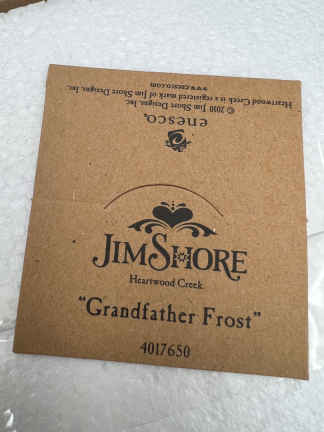 www.enesco.com
Heartwood Creek is a registered mark of Jim Shore Designs, Inc.
© 2010 Jim Shore Designs, Inc.
enesco.
JIM SHORE
Heartwood Creek
"Grandfather Frost"
4017650